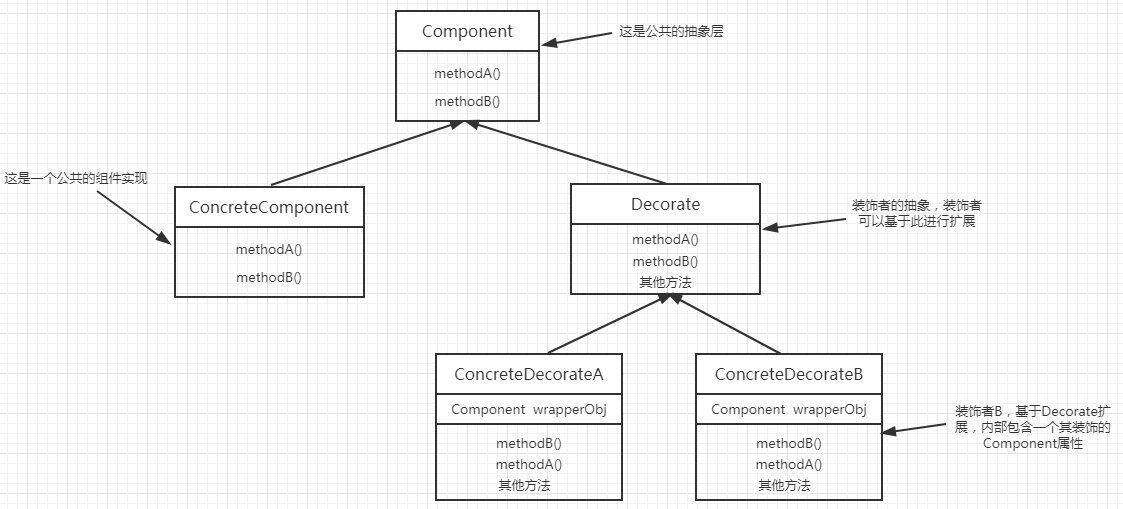 Component
methodA()
methodB()
这是公共的抽象层
这是一个公共的组件实现
ConcreteComponent
methodA()
methodB()
Decorate
methodA()
methodB()
其他方法
装饰者的抽象，装饰者
可以基于此进行扩展
ConcreteDecorateA
Component wrapperObj
methodB()
methodA()
其他方法
ConcreteDecorateB
Component wrapperObj
methodB()
methodA()
其他方法
装饰者B，基于Decorate扩
展，内部包含一个其装饰的
Component属性